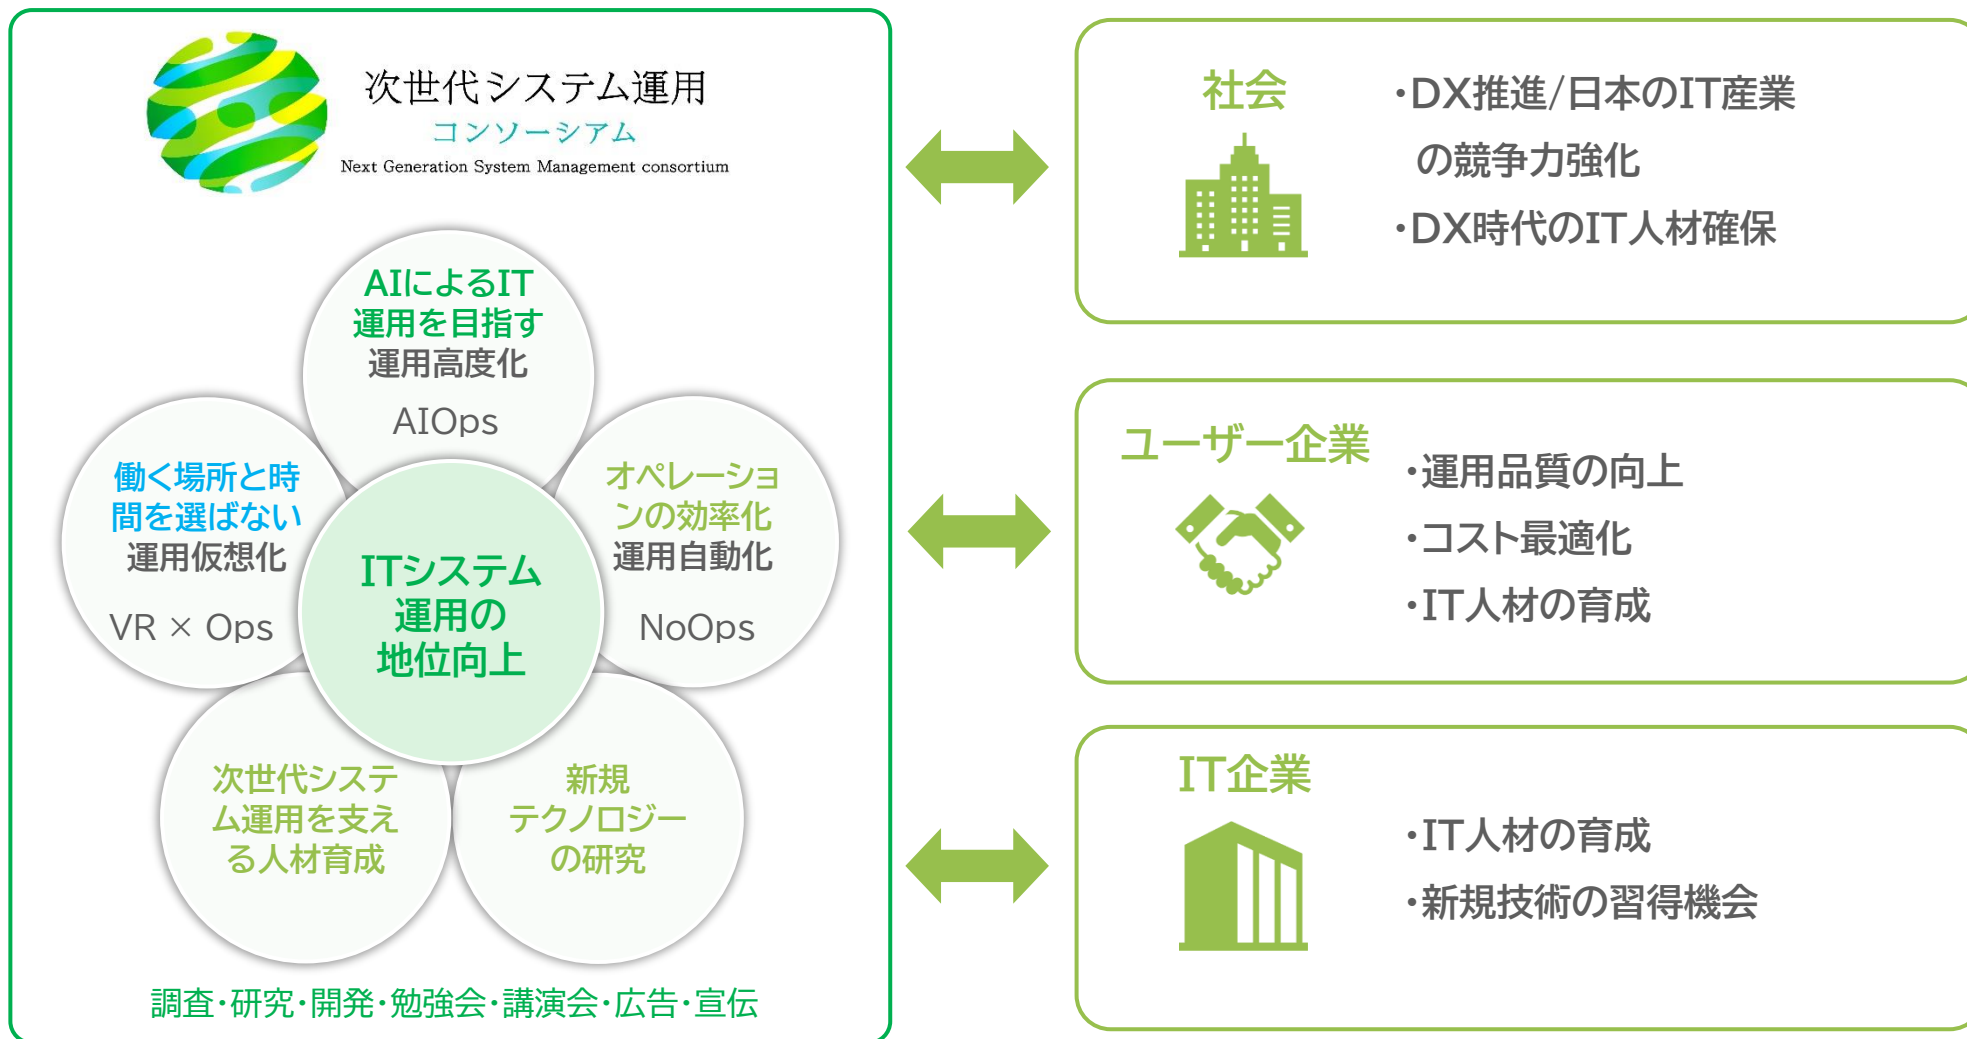 次世代システム運用
コンソーシアム
Next Generation System Management consortium
AIによるIT
運用を目指す
運用高度化
AIOps
働く場所と時
間を選ばない
運用仮想化
VR × Ops
オペレーショ
ンの効率化
運用自動化
NoOps
ITシステム
運用の
地位向上
次世代システ
ム運用を支え
る人材育成
新規
テクノロジー
の研究
調査・研究・開発・勉強会・講演会・広告・宣伝
社会
・DX推進/日本のIT産業
の競争力強化
・DX時代のIT人材確保
ユーザー企業
・運用品質の向上
・コスト最適化
・IT人材の育成
IT企業
・IT人材の育成
・新規技術の習得機会